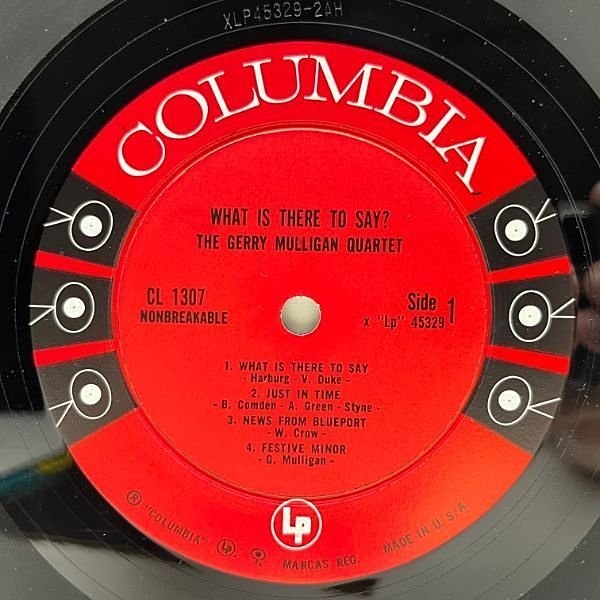 XLP45329-2AH
COLUMBIA
WHAT IS THERE TO SAY?
THE GERRY MULLIGAN QUARTET
CL 1307
NONBREAKABLE
Side 1
x "Lp" 45329
1. WHAT IS THERE TO SAY
- Harburg - V. Duke -
2. JUST IN TIME
- B. Comden - A. Green - Styne -
3. NEWS FROM BLUEPORT
- W. Crow -
4. FESTIVE MINOR
- G. Mulligan -
Lp
® "COLUMBIA" Lp. MARCAS REG. MADE IN U.S.A.